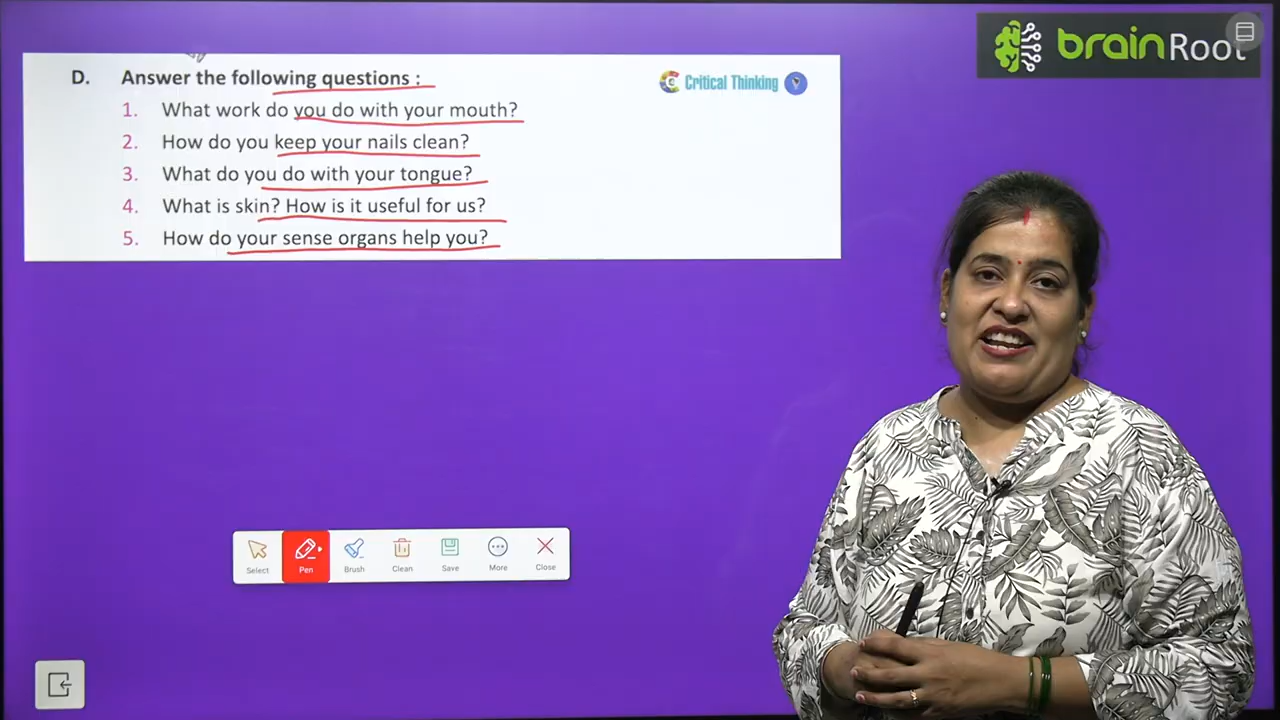 brainRoot
D. Answer the following questions :
Critical Thinking
1. What work do you do with your mouth?
2. How do you keep your nails clean?
3. What do you do with your tongue?
4. What is skin? How is it useful for us?
5. How do your sense organs help you?
Select Pen Brush Clean Save More Close